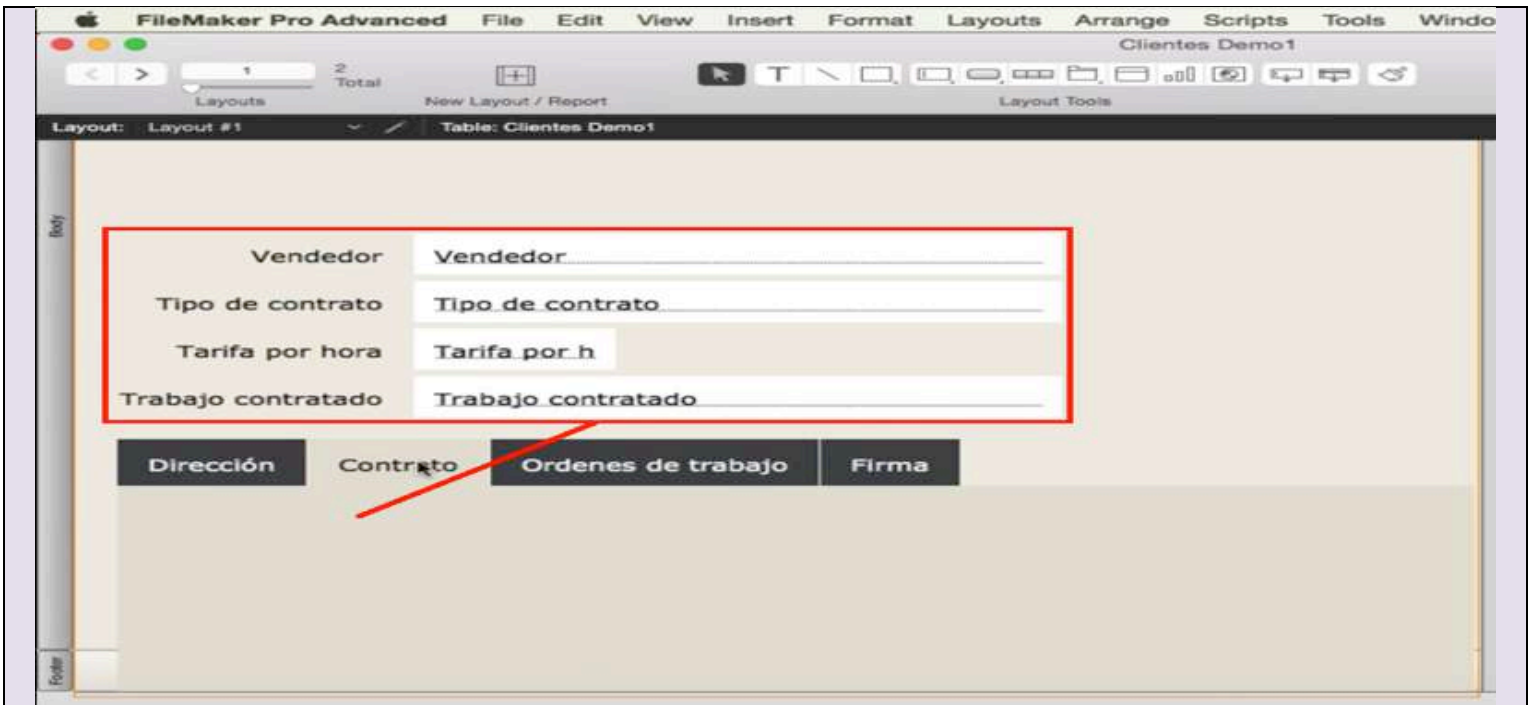 FileMaker Pro Advanced File Edit View Insert Format Layouts Arrange Scripts Tools Windo
Clientes Demo1
1 2 Total
Layouts New Layout / Report Layout Tools
Layout: Layout #1 Table: Clientes Demo1
Body
Vendedor Vendedor
Tipo de contrato Tipo de contrato
Tarifa por hora Tarifa por h
Trabajo contratado Trabajo contratado
Dirección Contrato Ordenes de trabajo Firma
Footer